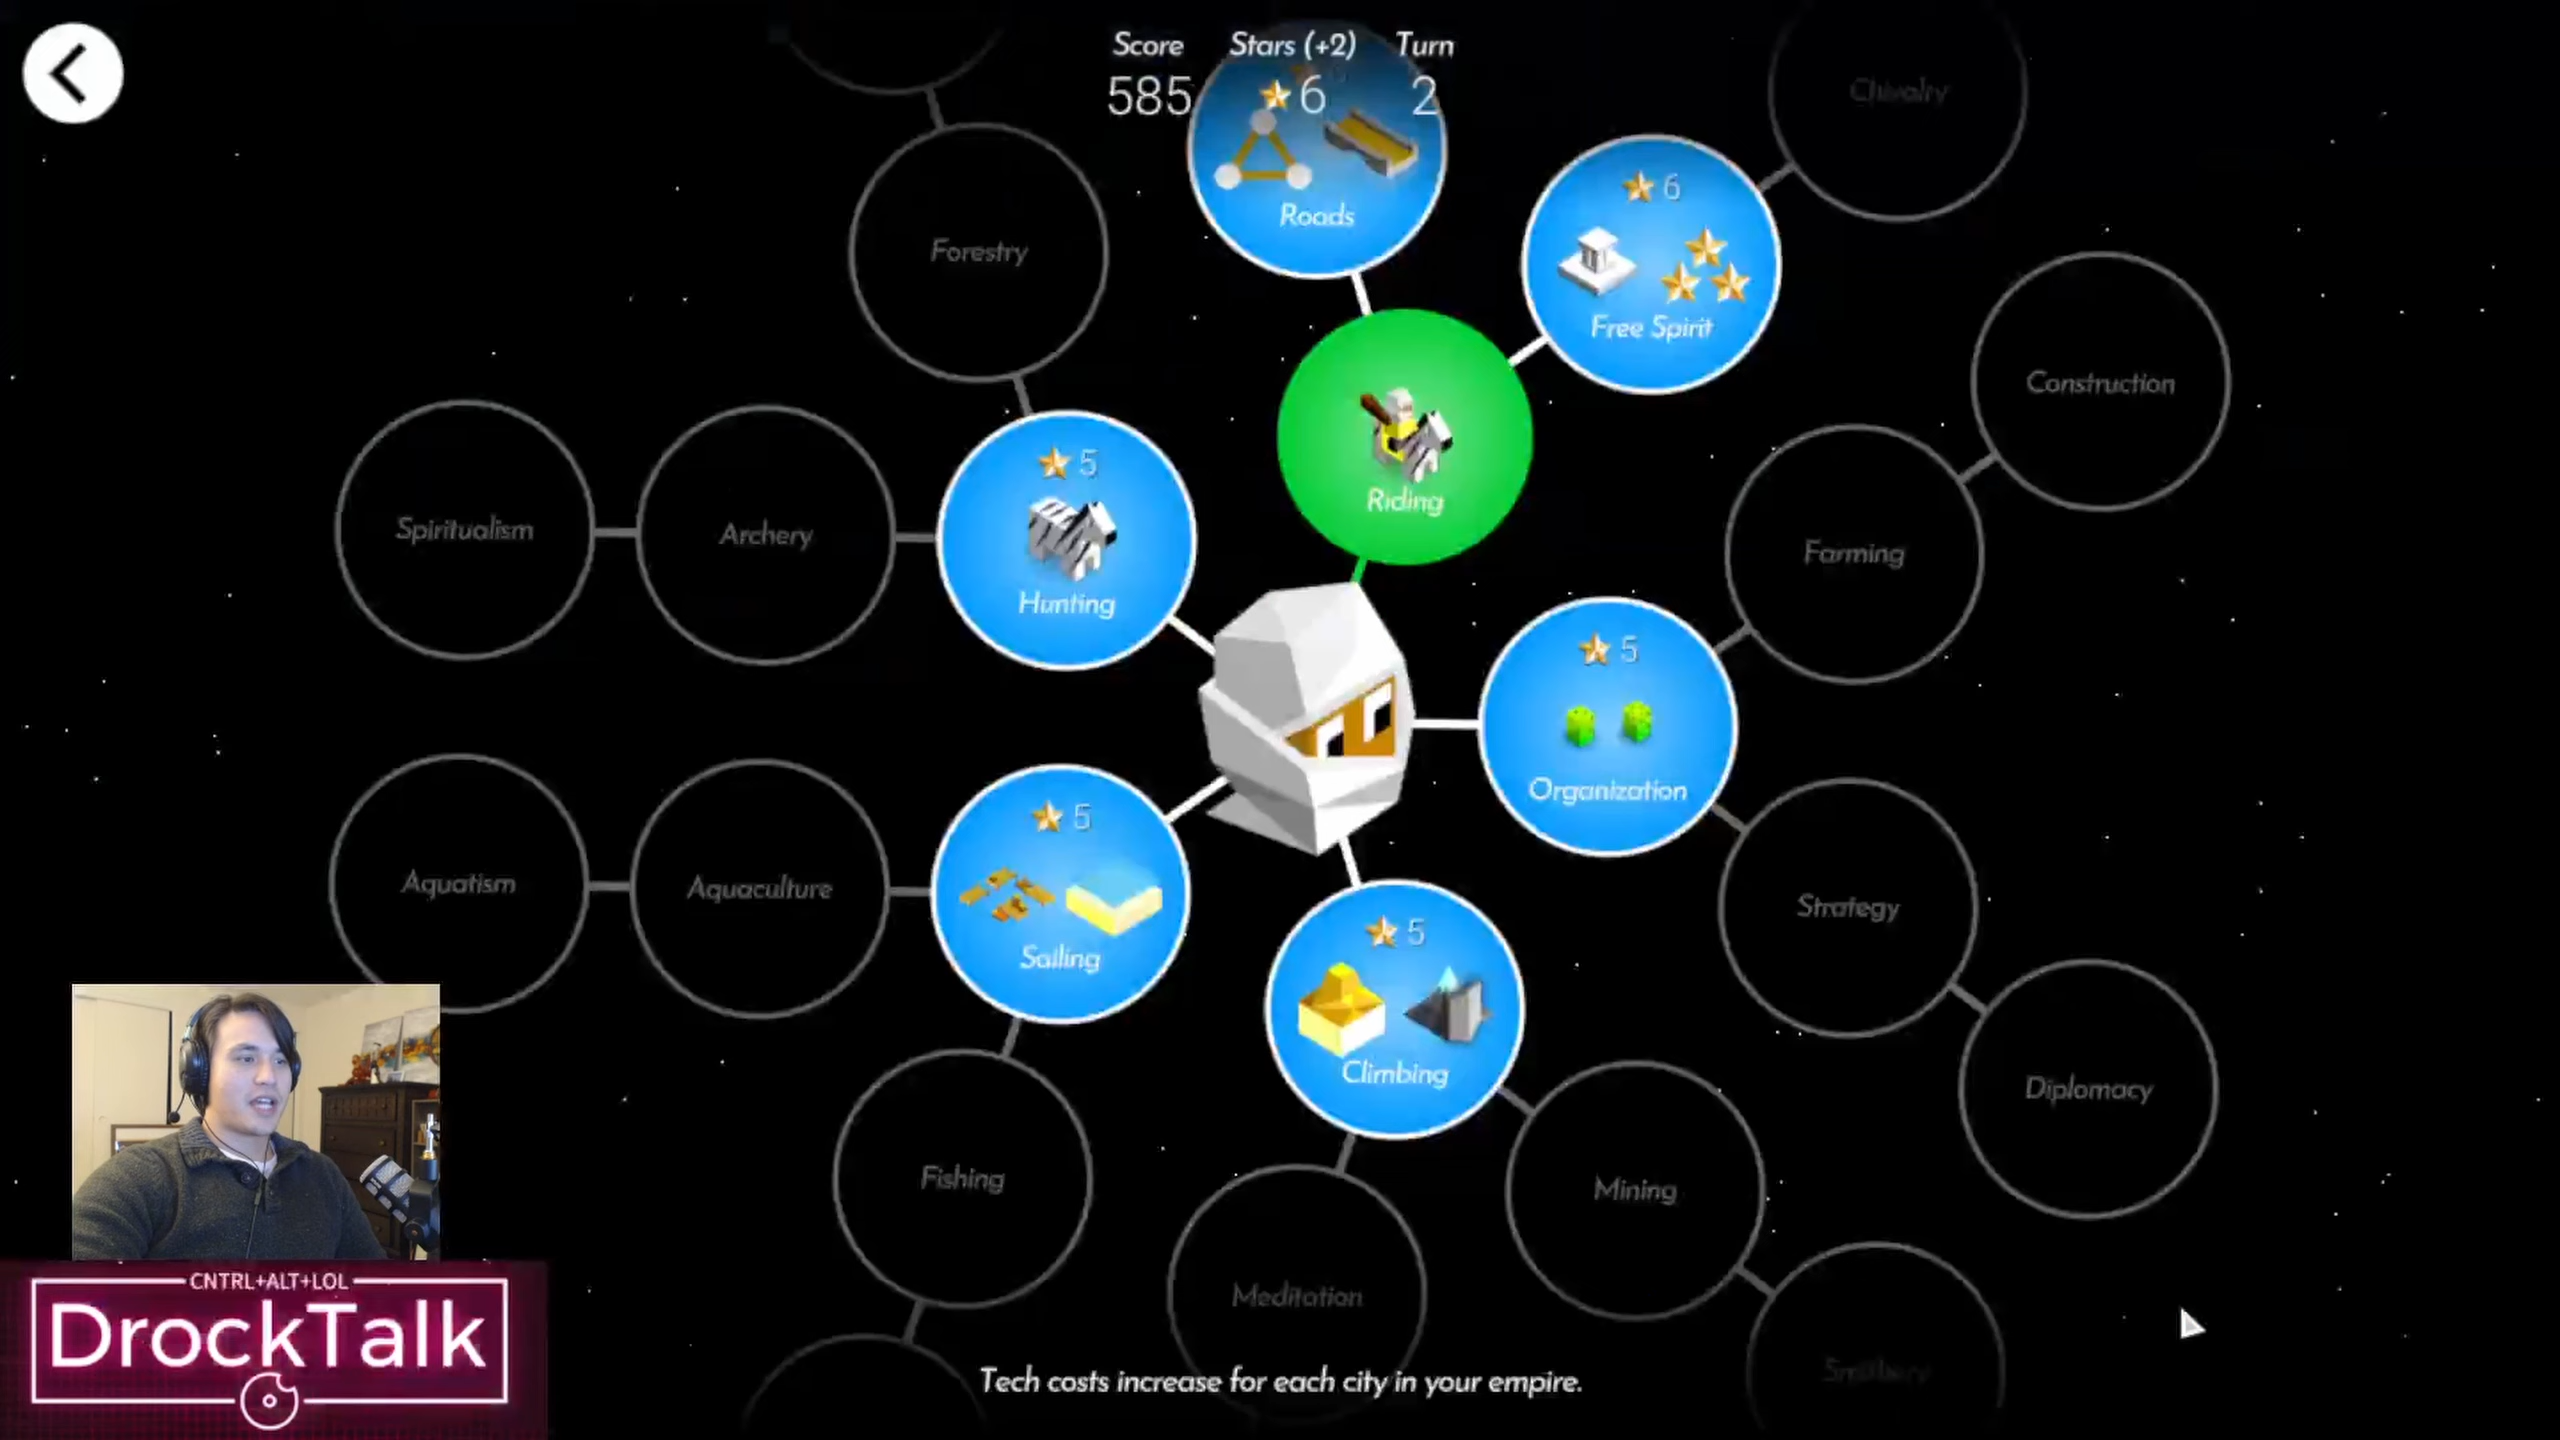 Score
Stars (+2)
Turn
585
6
2
Chivalry
6
Roads
Forestry
Free Spirit
Construction
5
Riding
Spiritualism
Archery
Hunting
Farming
5
Organization
5
Aquatism
Aquaculture
Sailing
5
Strategy
Climbing
Diplomacy
Fishing
Mining
Meditation
Smithery
Tech costs increase for each city in your empire.
CNTRL+ALT+LOL
DrockTalk